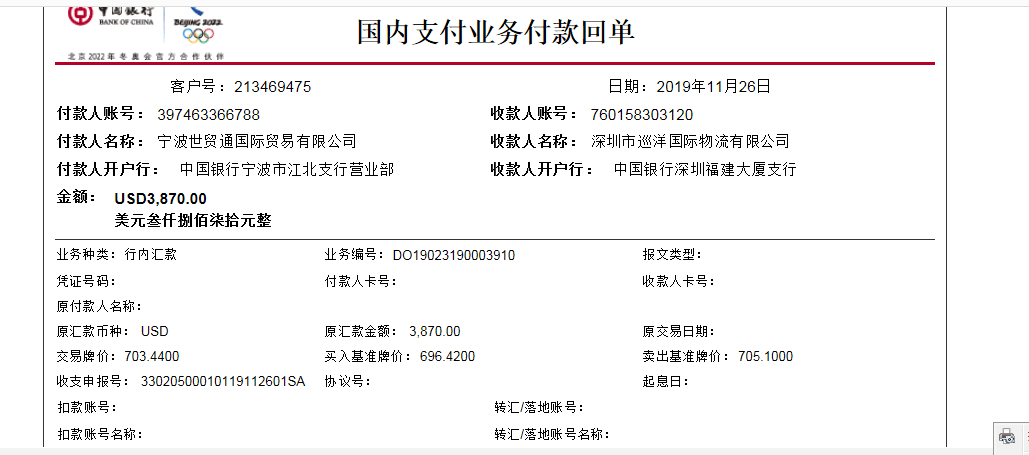 中国银行
BANK OF CHINA
BEIJING 2022
北京2022年冬奥会官方合作伙伴
国内支付业务付款回单
客户号：213469475 日期：2019年11月26日
付款人账号：397463366788 收款人账号：760158303120
付款人名称：宁波世贸通国际贸易有限公司 收款人名称：深圳市巡洋国际物流有限公司
付款人开户行：中国银行宁波市江北支行营业部 收款人开户行：中国银行深圳福建大厦支行
金额：USD3,870.00
美元叁仟捌佰柒拾元整
业务种类：行内汇款 业务编号：DO19023190003910 报文类型：
凭证号码： 付款人卡号： 收款人卡号：
原付款人名称：
原汇款币种：USD 原汇款金额：3,870.00 原交易日期：
交易牌价：703.4400 买入基准牌价：696.4200 卖出基准牌价：705.1000
收支申报号：33020500010119112601SA 协议号： 起息日：
扣款账号： 转汇/落地账号：
扣款账号名称： 转汇/落地账号名称：